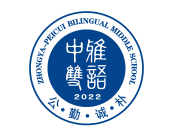 ZHONGYA-PEICUI BILINGUAL MIDDLE SCHOOL
中雅
雙語
2022
公·勤·诚·朴